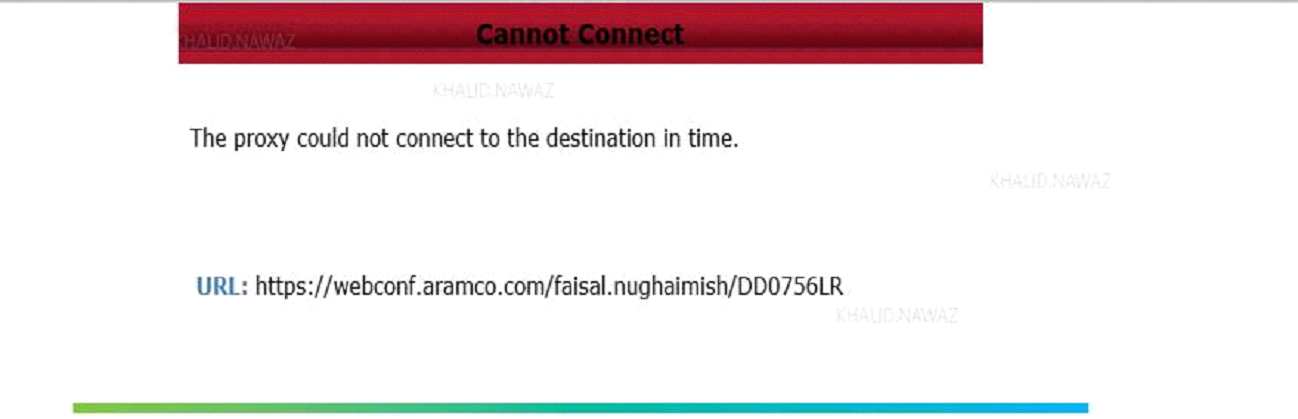 Cannot Connect
KHALID.NAWAZ
KHALID.NAWAZ
The proxy could not connect to the destination in time.
KHALID.NAWAZ
URL: https://webconf.aramco.com/faisal.nughaimish/DD0756LR
KHALID.NAWAZ